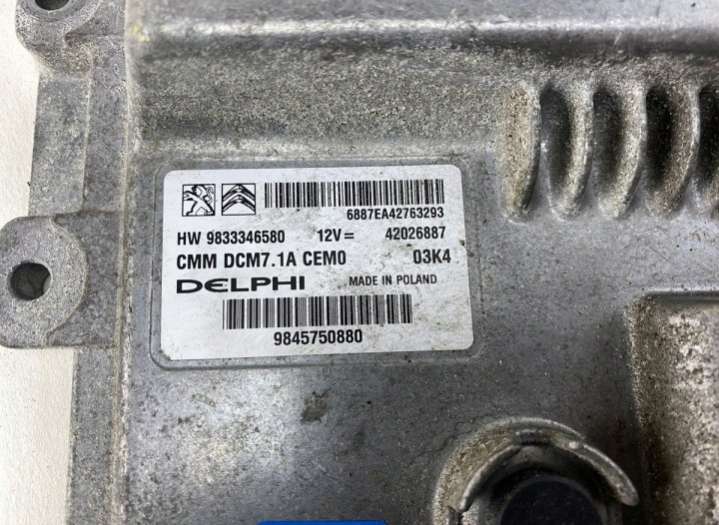 6887EA42763293
HW 9833346580 12V= 42026887
CMM DCM7.1A CEM0 03K4
DELPHI MADE IN POLAND
9845750880